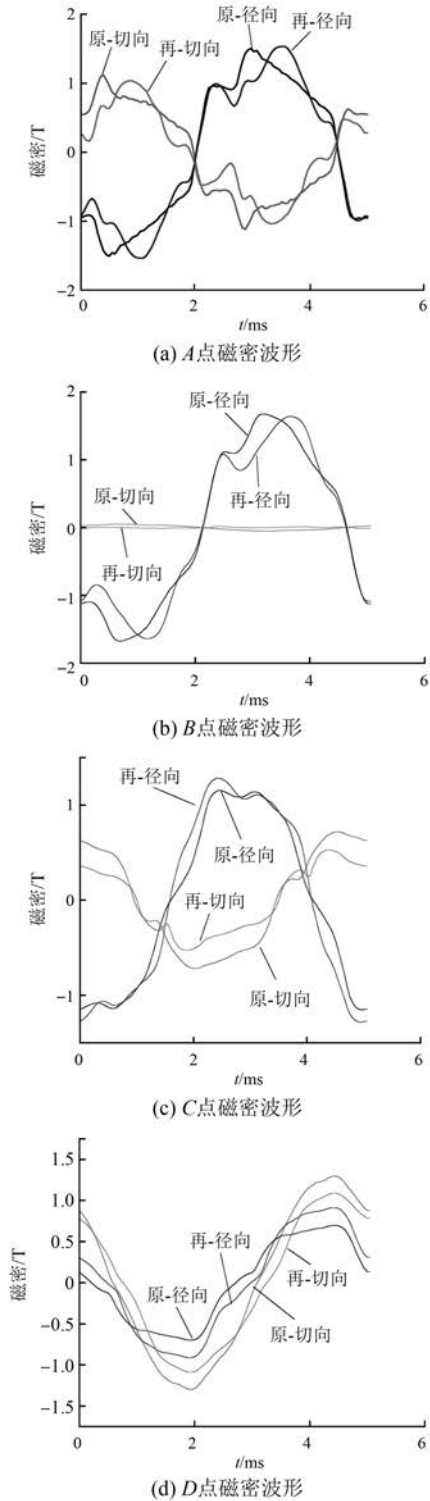 2
原-切向
再-切向
原-径向
再-径向
1
0
−1
−2
磁密/T
0
2
4
6
t/ms
(a) A点磁密波形
2
原-径向
1
再-径向
原-切向
0
再-切向
−1
−2
磁密/T
0
2
4
6
t/ms
(b) B点磁密波形
再-径向
1
原-径向
0
再-切向
原-切向
−1
磁密/T
0
2
4
6
t/ms
(c) C点磁密波形
1.5
1.0
0.5
再-径向
0
原-径向
再-切向
−0.5
原-切向
−1.0
−1.5
磁密/T
0
2
4
6
t/ms
(d) D点磁密波形